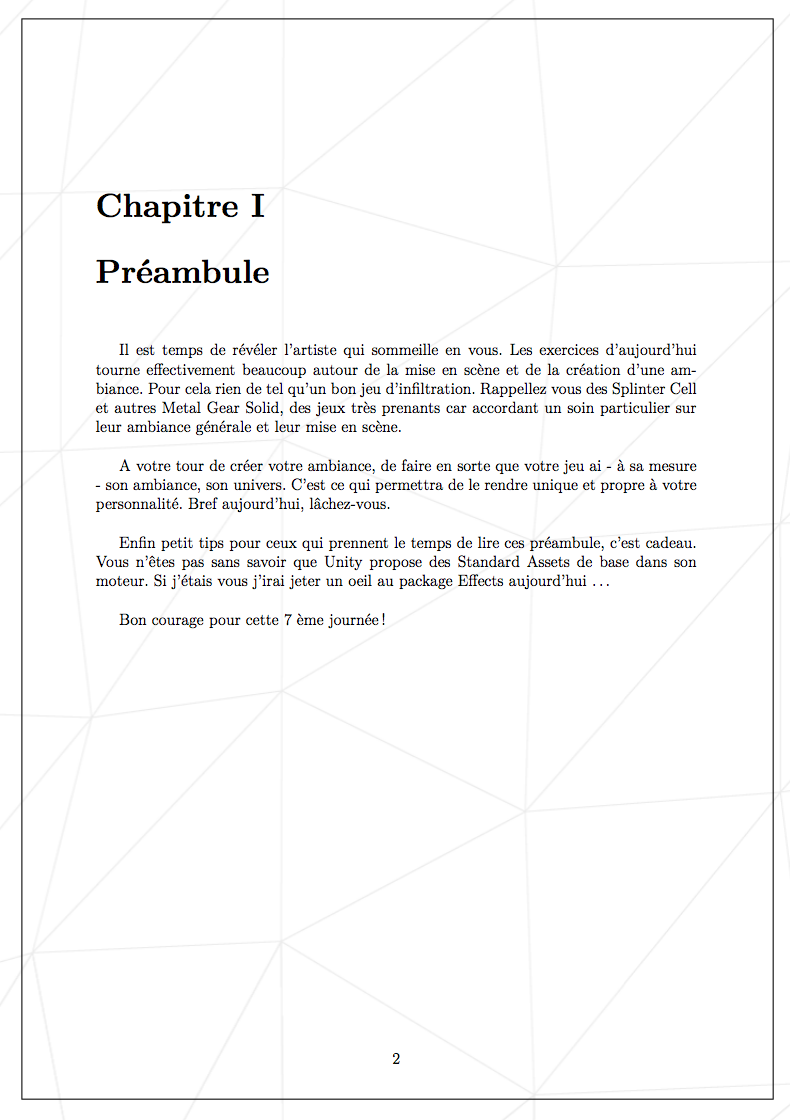 Chapitre I
Préambule
Il est temps de révéler l'artiste qui sommeille en vous. Les exercices d'aujourd'hui
tourne effectivement beaucoup autour de la mise en scène et de la création d'une am-
biance. Pour cela rien de tel qu'un bon jeu d'infiltration. Rappellez vous des Splinter Cell
et autres Metal Gear Solid, des jeux très prenants car accordant un soin particulier sur
leur ambiance générale et leur mise en scène.
A votre tour de créer votre ambiance, de faire en sorte que votre jeu ai - à sa mesure
- son ambiance, son univers. C'est ce qui permettra de le rendre unique et propre à votre
personnalité. Bref aujourd'hui, lâchez-vous.
Enfin petit tips pour ceux qui prennent le temps de lire ces préambule, c'est cadeau.
Vous n'êtes pas sans savoir que Unity propose des Standard Assets de base dans son
moteur. Si j'étais vous j'irai jeter un oeil au package Effects aujourd'hui ...
Bon courage pour cette 7 ème journée !
2